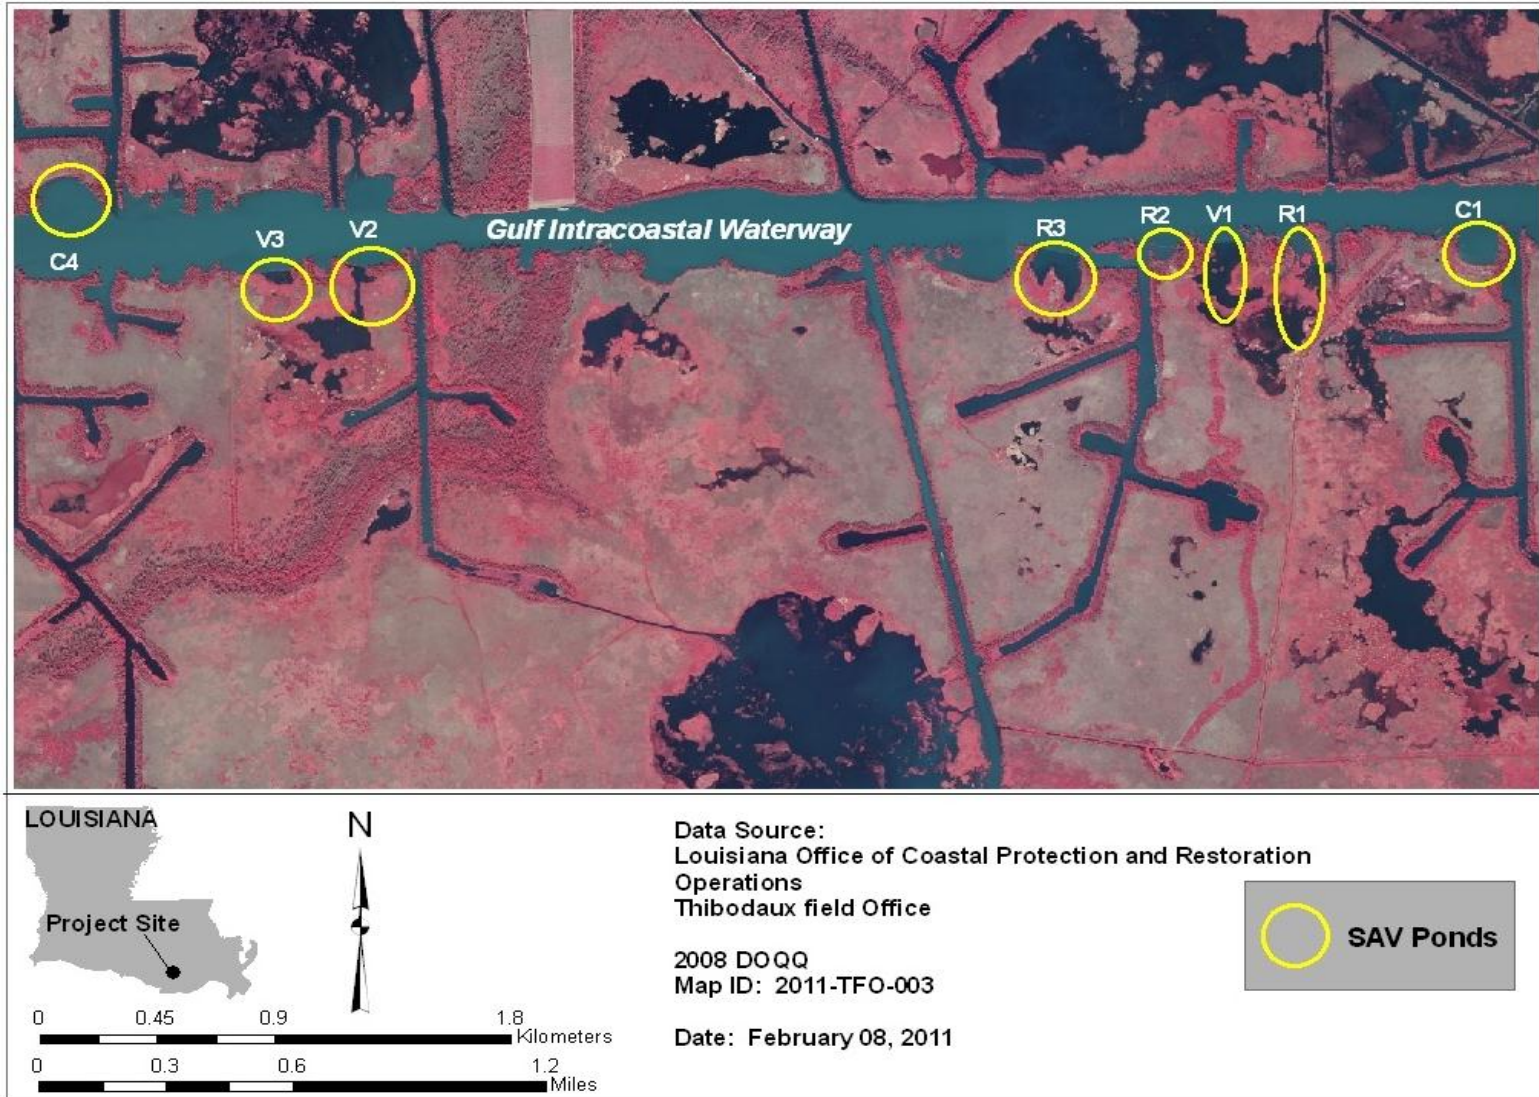 C4
V3
V2
Gulf Intracoastal Waterway
R3
R2
V1
R1
C1
LOUISIANA
Project Site
N
0 0.45 0.9 1.8
Kilometers
0 0.3 0.6 1.2
Miles
Data Source:
Louisiana Office of Coastal Protection and Restoration
Operations
Thibodaux field Office
2008 DOQQ
Map ID: 2011-TFO-003
Date: February 08, 2011
SAV Ponds